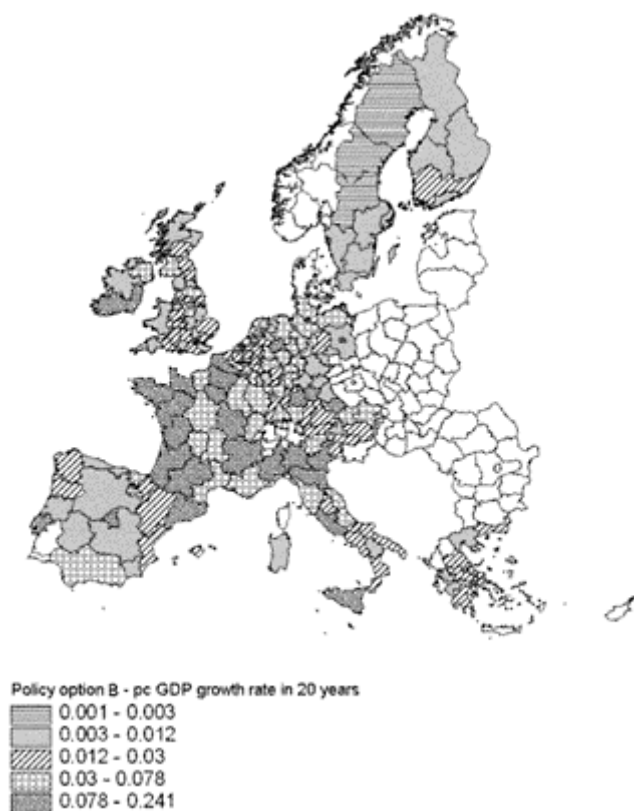 Policy option B - pc GDP growth rate in 20 years
0.001 - 0.003
0.003 - 0.012
0.012 - 0.03
0.03 - 0.078
0.078 - 0.241